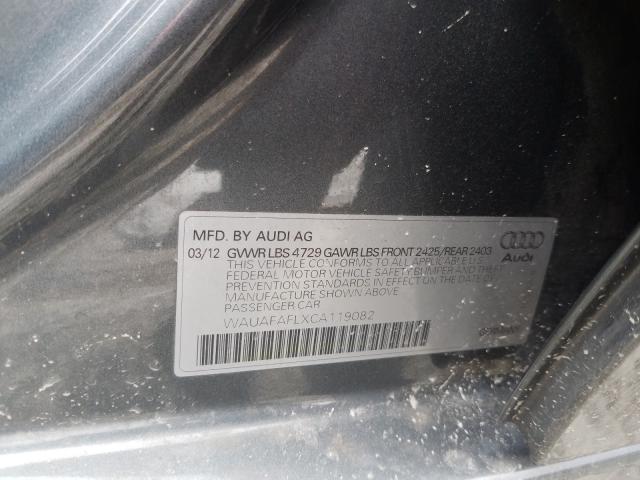 MFD. BY AUDI AG
03/12 GVWR LBS 4729 GAWR LBS FRONT 2425/REAR 2403
THIS VEHICLE CONFORMS TO ALL APPLICABLE U.S.
FEDERAL MOTOR VEHICLE SAFETY BUMPER AND THEFT
PREVENTION STANDARDS IN EFFECT ON THE DATE OF
MANUFACTURE SHOWN ABOVE
PASSENGER CAR
WAUAFAFLXCA119082
Audi